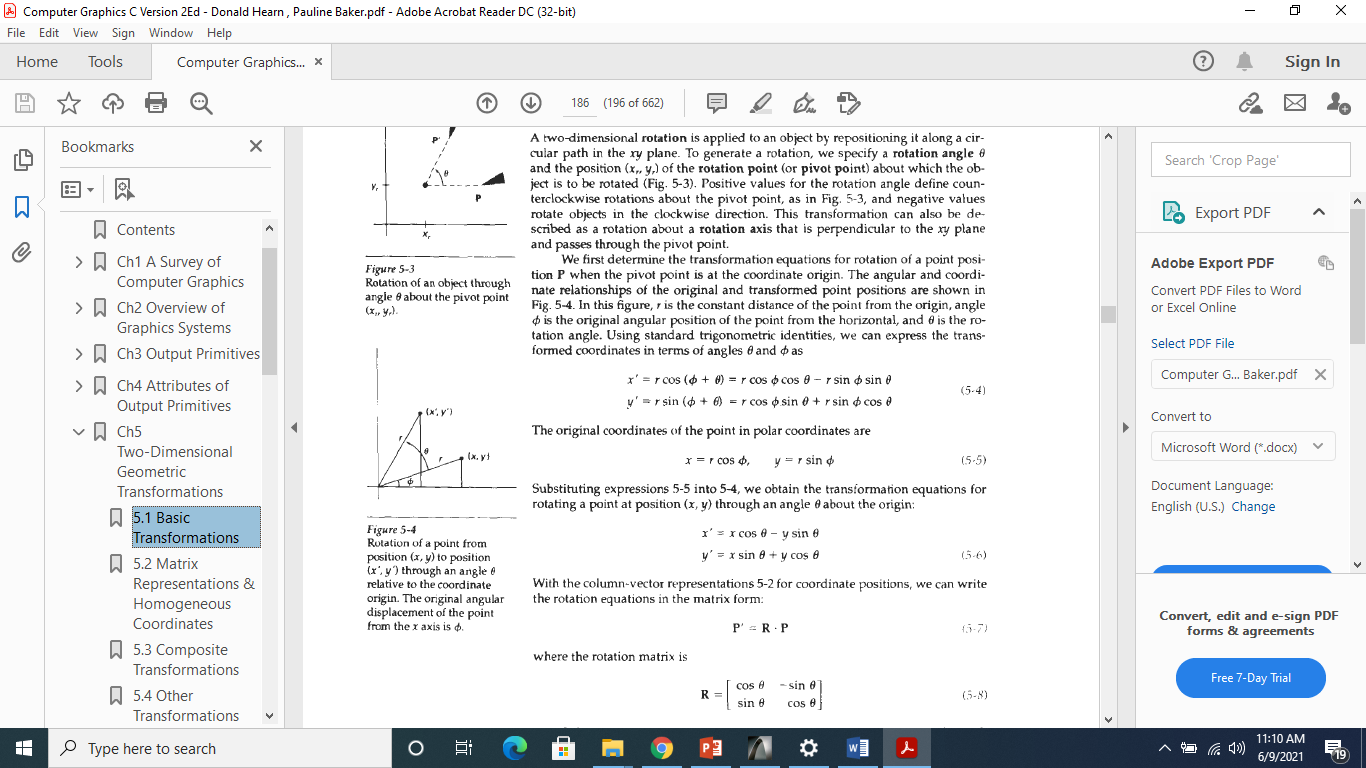 Computer Graphics C Version 2Ed - Donald Hearn , Pauline Baker.pdf - Adobe Acrobat Reader DC (32-bit)
File Edit View Sign Window Help
Home Tools Computer Graphics... × Sign In
186 (196 of 662)
Bookmarks
Contents
Ch1 A Survey of
Computer Graphics
Ch2 Overview of
Graphics Systems
Ch3 Output Primitives
Ch4 Attributes of
Output Primitives
Ch5
Two-Dimensional
Geometric
Transformations
5.1 Basic
Transformations
5.2 Matrix
Representations &
Homogeneous
Coordinates
5.3 Composite
Transformations
5.4 Other
Transformations
P′
θ
yᵣ
P
xᵣ
Figure 5-3
Rotation of an object through
angle θ about the pivot point
(xᵣ, yᵣ).
(x′, y′)
r
θ
r
(x, y)
ϕ
Figure 5-4
Rotation of a point from
position (x, y) to position
(x′, y′) through an angle θ
relative to the coordinate
origin. The original angular
displacement of the point
from the x axis is ϕ.
A two-dimensional rotation is applied to an object by repositioning it along a cir-
cular path in the xy plane. To generate a rotation, we specify a rotation angle θ
and the position (xᵣ, yᵣ) of the rotation point (or pivot point) about which the ob-
ject is to be rotated (Fig. 5-3). Positive values for the rotation angle define coun-
terclockwise rotations about the pivot point, as in Fig. 5-3, and negative values
rotate objects in the clockwise direction. This transformation can also be de-
scribed as a rotation about a rotation axis that is perpendicular to the xy plane
and passes through the pivot point.
We first determine the transformation equations for rotation of a point posi-
tion P when the pivot point is at the coordinate origin. The angular and coordi-
nate relationships of the original and transformed point positions are shown in
Fig. 5-4. In this figure, r is the constant distance of the point from the origin, angle
ϕ is the original angular position of the point from the horizontal, and θ is the ro-
tation angle. Using standard trigonometric identities, we can express the trans-
formed coordinates in terms of angles θ and ϕ as
x′ = r cos (ϕ + θ) = r cos ϕ cos θ − r sin ϕ sin θ
y′ = r sin (ϕ + θ) = r cos ϕ sin θ + r sin ϕ cos θ
(5-4)
The original coordinates of the point in polar coordinates are
x = r cos ϕ, y = r sin ϕ (5-5)
Substituting expressions 5-5 into 5-4, we obtain the transformation equations for
rotating a point at position (x, y) through an angle θ about the origin:
x′ = x cos θ − y sin θ
y′ = x sin θ + y cos θ (5-6)
With the column-vector representations 5-2 for coordinate positions, we can write
the rotation equations in the matrix form:
P′ = R · P (5-7)
where the rotation matrix is
R = [cos θ −sin θ
sin θ cos θ] (5-8)
Search 'Crop Page'
Export PDF
Adobe Export PDF
Convert PDF Files to Word
or Excel Online
Select PDF File
Computer G... Baker.pdf
Convert to
Microsoft Word (*.docx)
Document Language:
English (U.S.) Change
Convert, edit and e-sign PDF
forms & agreements
Free 7-Day Trial
Type here to search
11:10 AM
6/9/2021
19